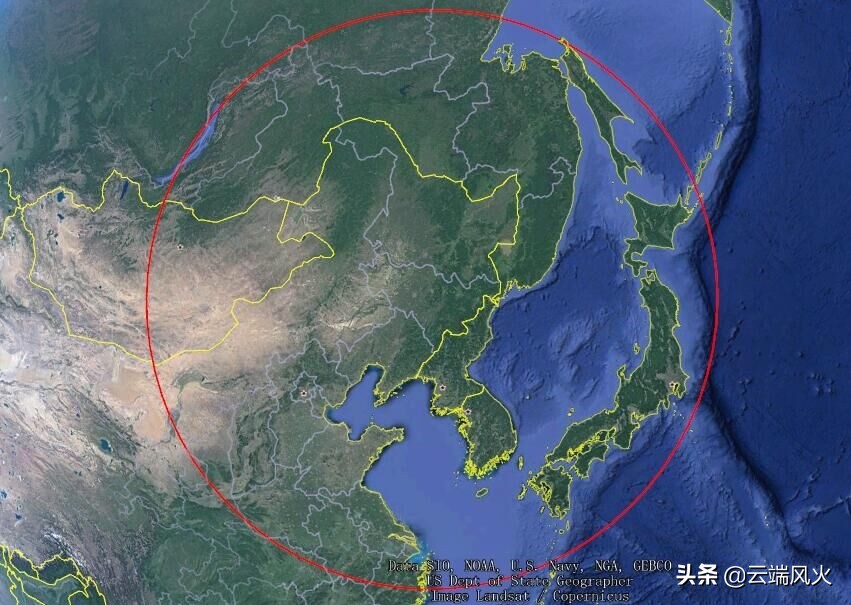 Data SIO, NOAA, U.S. Navy, NGA, GEBCO
US Dept of State Geographer
Image Landsat / Copernicus
头条 @云端风火